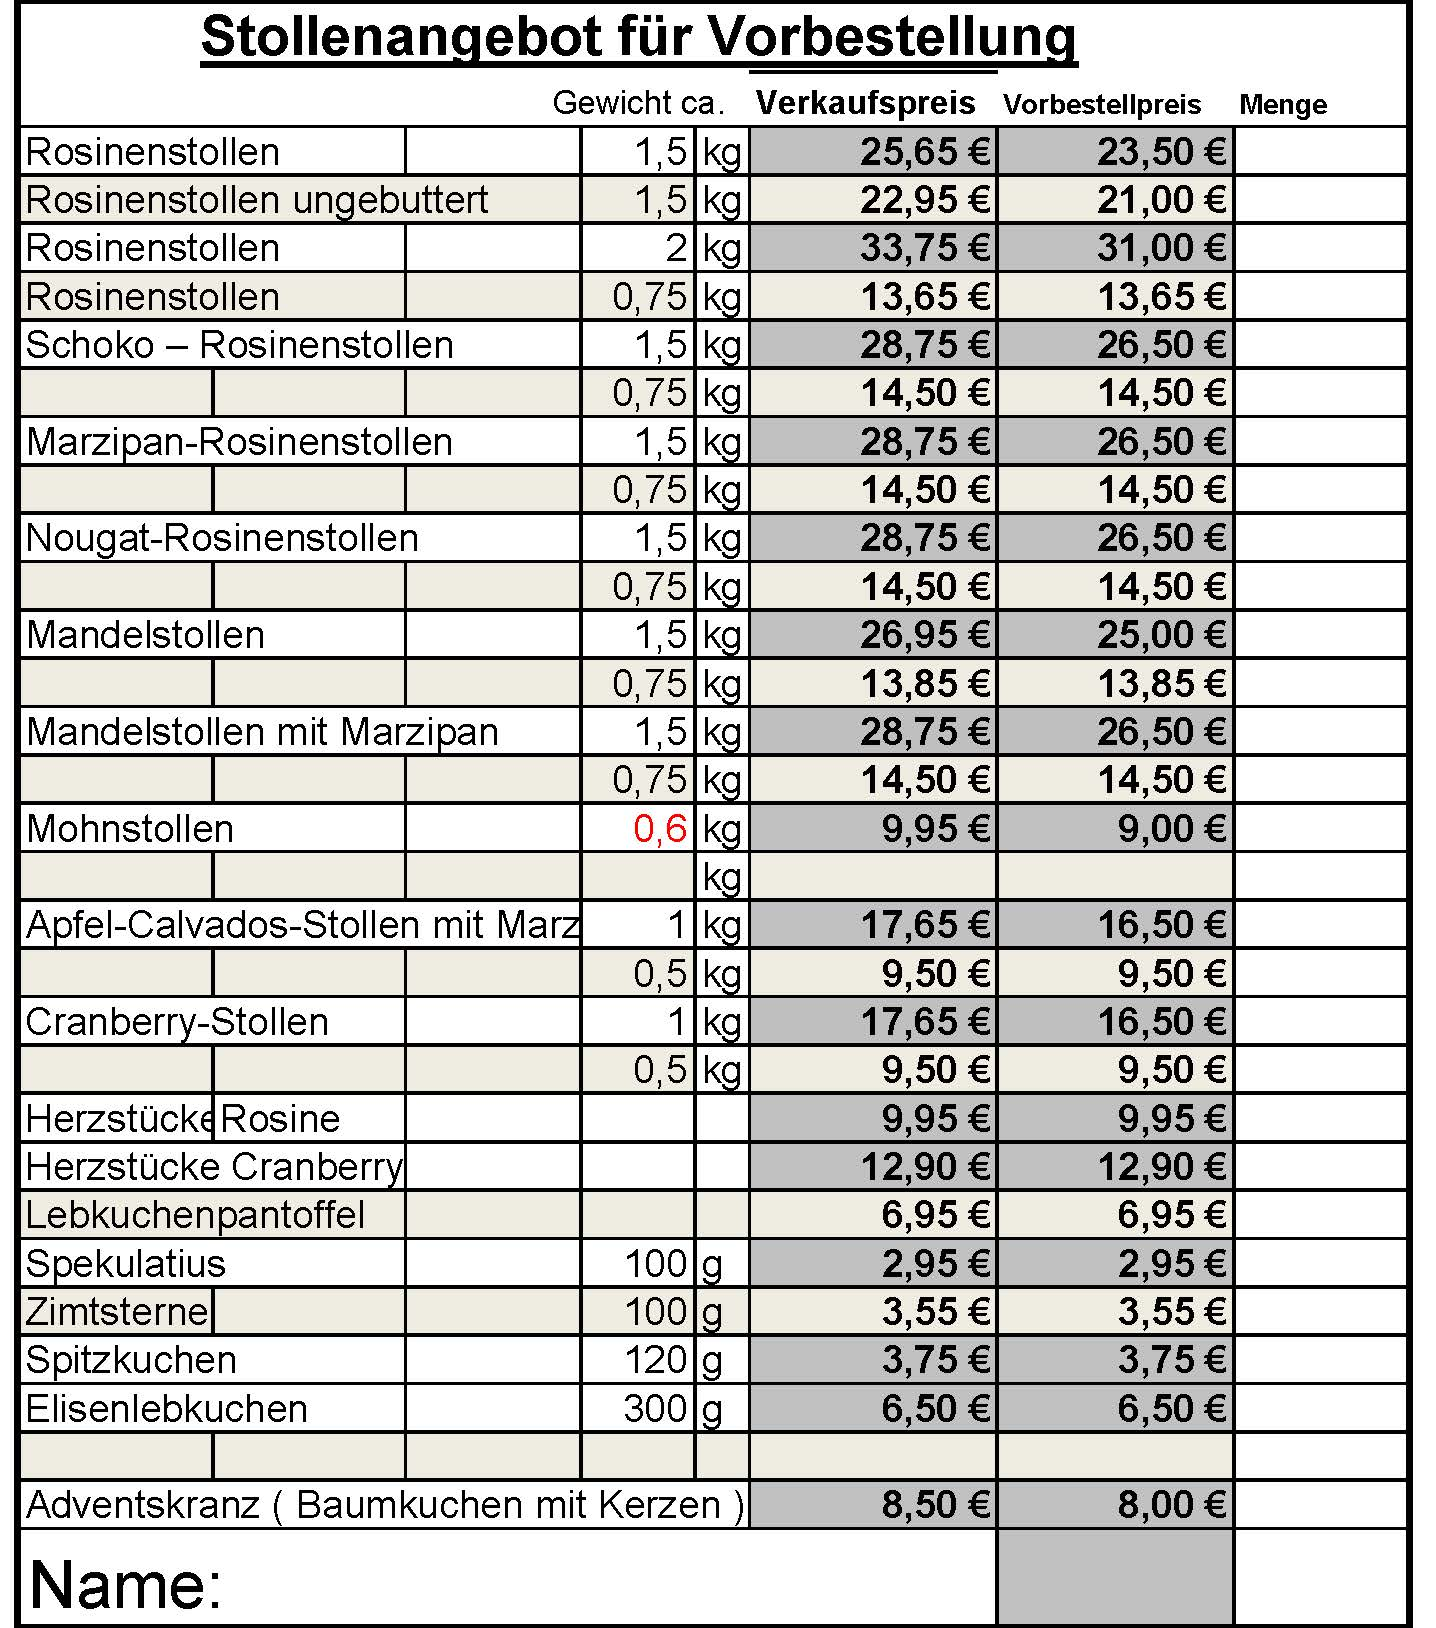 Stollenangebot für Vorbestellung
Gewicht ca. Verkaufspreis Vorbestellpreis Menge
Rosinenstollen 1,5 kg 25,65 € 23,50 €
Rosinenstollen ungebuttert 1,5 kg 22,95 € 21,00 €
Rosinenstollen 2 kg 33,75 € 31,00 €
Rosinenstollen 0,75 kg 13,65 € 13,65 €
Schoko – Rosinenstollen 1,5 kg 28,75 € 26,50 €
0,75 kg 14,50 € 14,50 €
Marzipan-Rosinenstollen 1,5 kg 28,75 € 26,50 €
0,75 kg 14,50 € 14,50 €
Nougat-Rosinenstollen 1,5 kg 28,75 € 26,50 €
0,75 kg 14,50 € 14,50 €
Mandelstollen 1,5 kg 26,95 € 25,00 €
0,75 kg 13,85 € 13,85 €
Mandelstollen mit Marzipan 1,5 kg 28,75 € 26,50 €
0,75 kg 14,50 € 14,50 €
Mohnstollen 0,6 kg 9,95 € 9,00 €
kg
Apfel-Calvados-Stollen mit Marz 1 kg 17,65 € 16,50 €
0,5 kg 9,50 € 9,50 €
Cranberry-Stollen 1 kg 17,65 € 16,50 €
0,5 kg 9,50 € 9,50 €
Herzstücke Rosine 9,95 € 9,95 €
Herzstücke Cranberry 12,90 € 12,90 €
Lebkuchenpantoffel 6,95 € 6,95 €
Spekulatius 100 g 2,95 € 2,95 €
Zimtsterne 100 g 3,55 € 3,55 €
Spitzkuchen 120 g 3,75 € 3,75 €
Elisenlebkuchen 300 g 6,50 € 6,50 €
Adventskranz ( Baumkuchen mit Kerzen ) 8,50 € 8,00 €
Name: